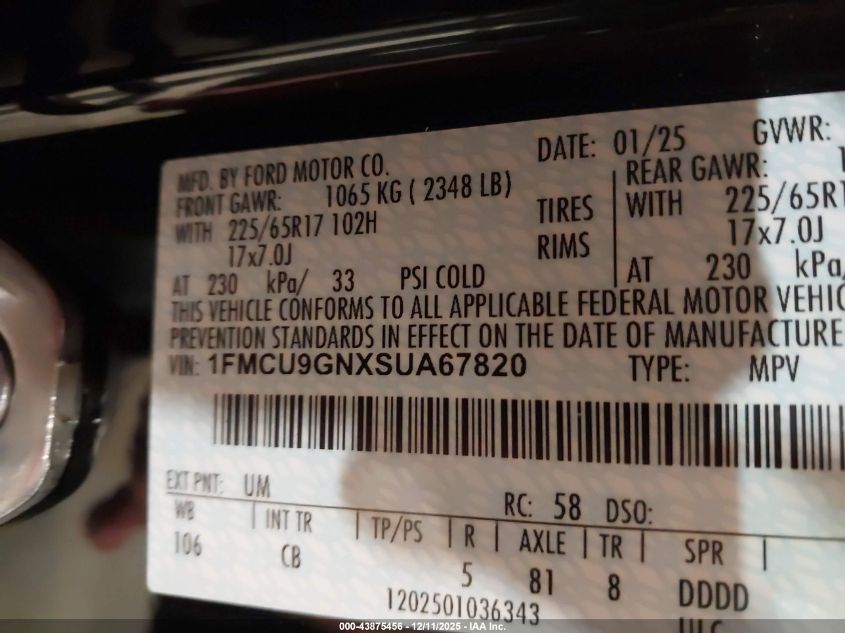 DATE: 01/25 GVWR:
MFD. BY FORD MOTOR CO.
FRONT GAWR: 1065 KG ( 2348 LB) REAR GAWR:
WITH 225/65R17 102H TIRES WITH 225/65R17
17x7.0J RIMS 17x7.0J
AT 230 kPa/ 33 PSI COLD AT 230 kPa/
THIS VEHICLE CONFORMS TO ALL APPLICABLE FEDERAL MOTOR VEHIC
PREVENTION STANDARDS IN EFFECT ON THE DATE OF MANUFACTURE
VIN: 1FMCU9GNXSUA67820 TYPE: MPV
EXT PNT: UM RC: 58 DSO:
WB | INT TR | TP/PS | R | AXLE | TR | SPR |
106 CB 5 81 8 DDDD
1202501036343 ULC
000-43875456 - 12/11/2025 - IAA Inc.